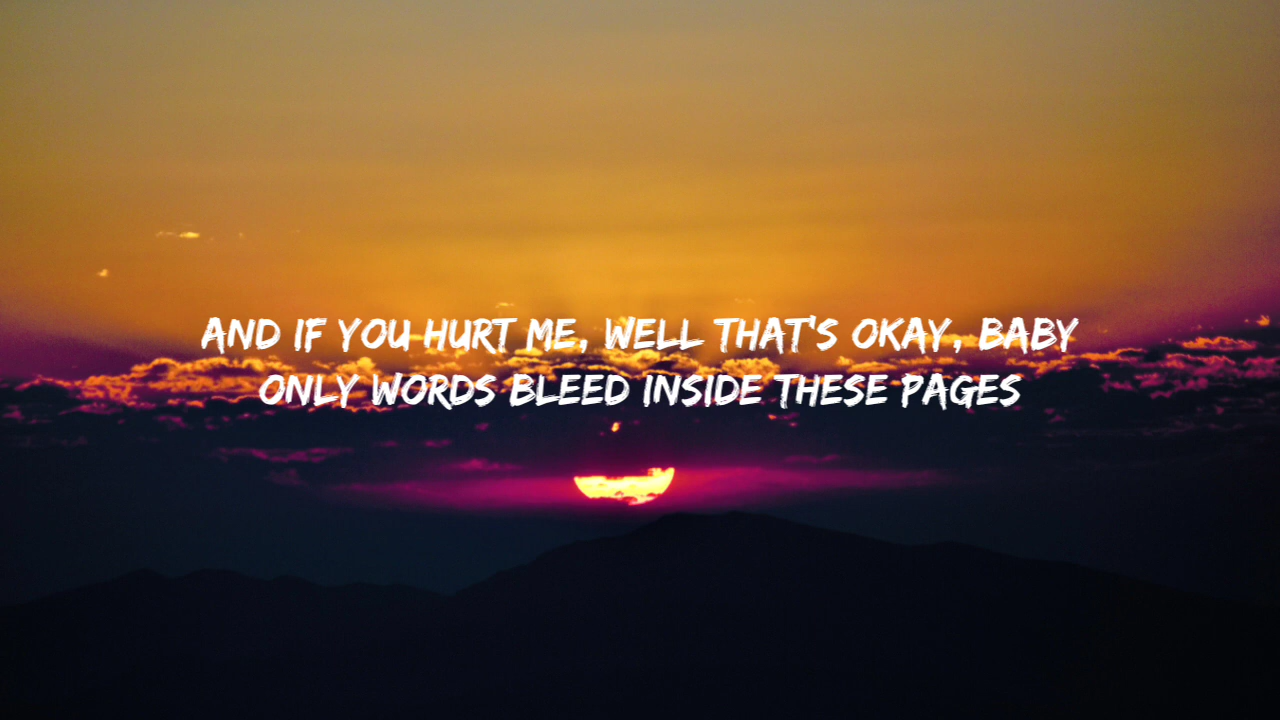 AND IF YOU HURT ME, WELL THAT'S OKAY, BABY
ONLY WORDS BLEED INSIDE THESE PAGES